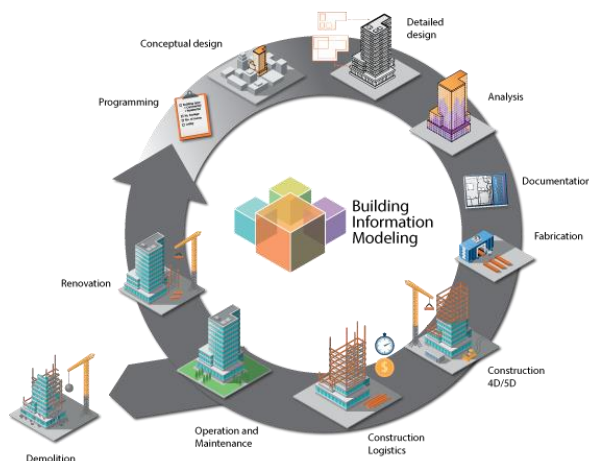 Conceptual design
Detailed
design
Programming
Analysis
Documentation
Building
Information
Modeling
Fabrication
Renovation
Construction
4D/5D
Operation and
Maintenance
Construction
Logistics
Demolition
$